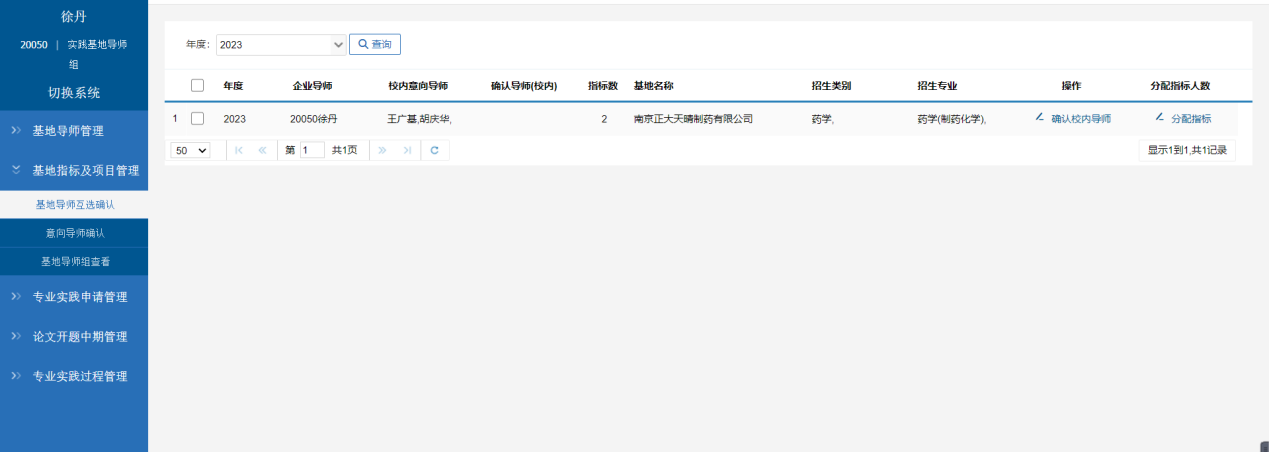 徐丹
20050 | 实践基地导师
组
切换系统
基地导师管理
基地指标及项目管理
基地导师互选确认
意向导师确认
基地导师组查看
专业实践申请管理
论文开题中期管理
专业实践过程管理
年度: 2023 查询
年度 企业导师 校内意向导师 确认导师(校内) 指标数 基地名称 招生类别 招生专业 操作 分配指标人数
1 2023 20050徐丹 王广基,胡庆华, 2 南京正大天晴制药有限公司 药学, 药学(制药化学), 确认校内导师 分配指标
50 第 1 共1页 显示1到1,共1记录